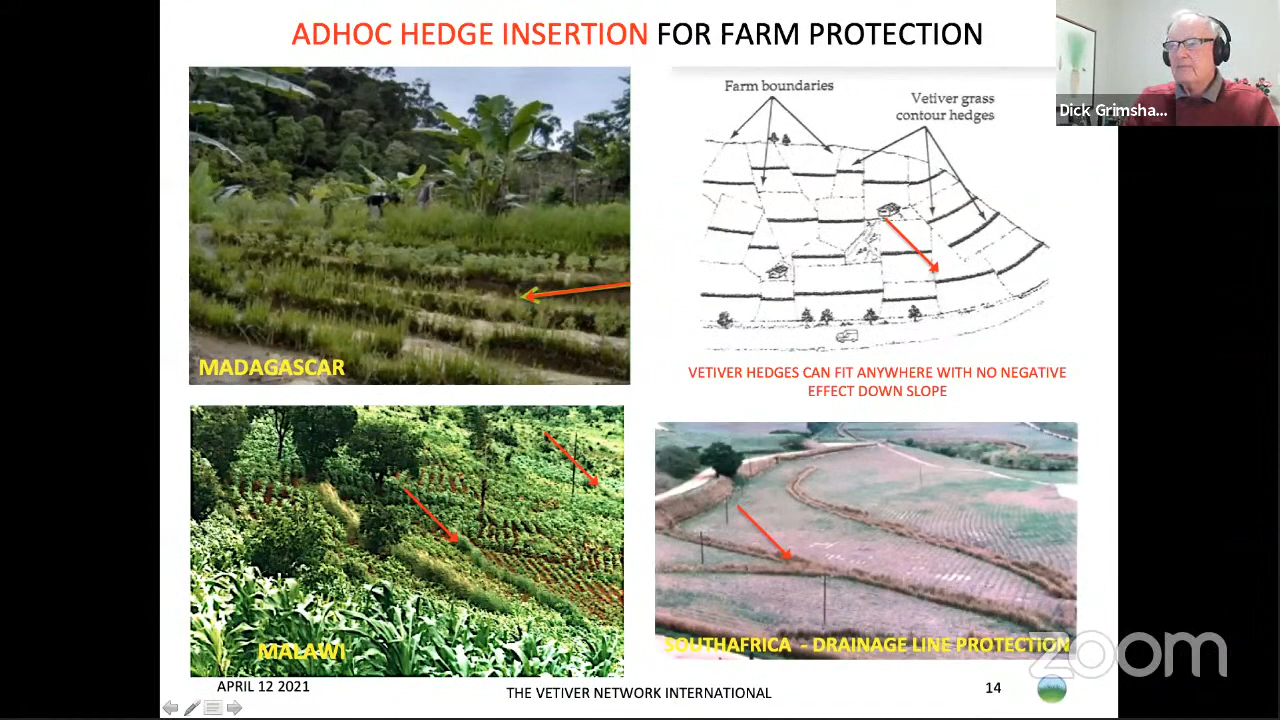 ADHOC HEDGE INSERTION FOR FARM PROTECTION
Dick Grimsha...
Farm boundaries
Vetiver grass
contour hedges
MADAGASCAR
VETIVER HEDGES CAN FIT ANYWHERE WITH NO NEGATIVE
EFFECT DOWN SLOPE
MALAWI
SOUTHAFRICA - DRAINAGE LINE PROTECTION
zoom
APRIL 12 2021
THE VETIVER NETWORK INTERNATIONAL
14